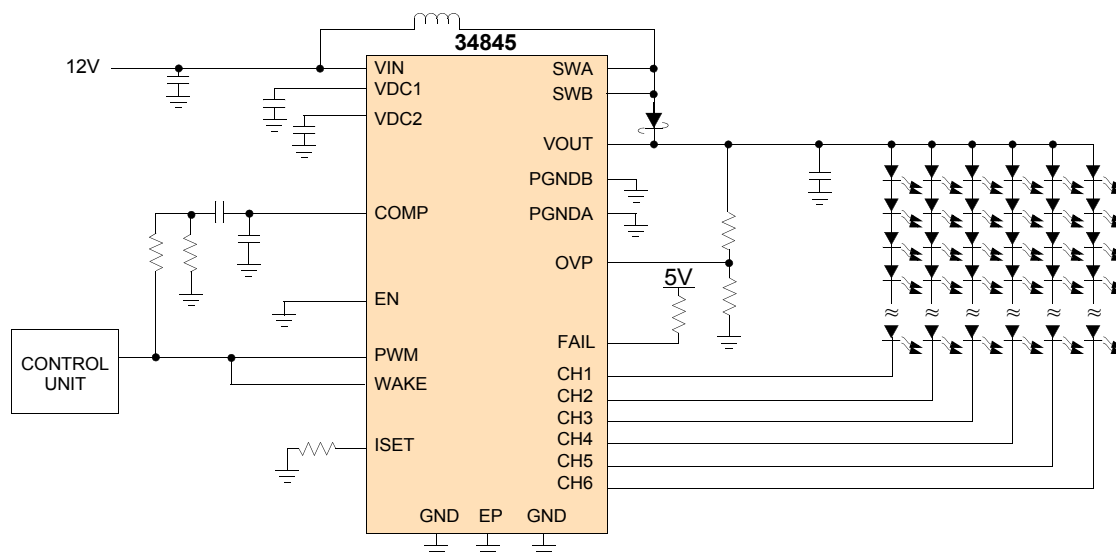 34845
12V
VIN
VDC1
VDC2
COMP
EN
PWM
WAKE
ISET
SWA
SWB
VOUT
PGNDB
PGNDA
OVP
5V
FAIL
CH1
CH2
CH3
CH4
CH5
CH6
CONTROL
UNIT
GND EP GND
≈ ≈ ≈ ≈ ≈ ≈